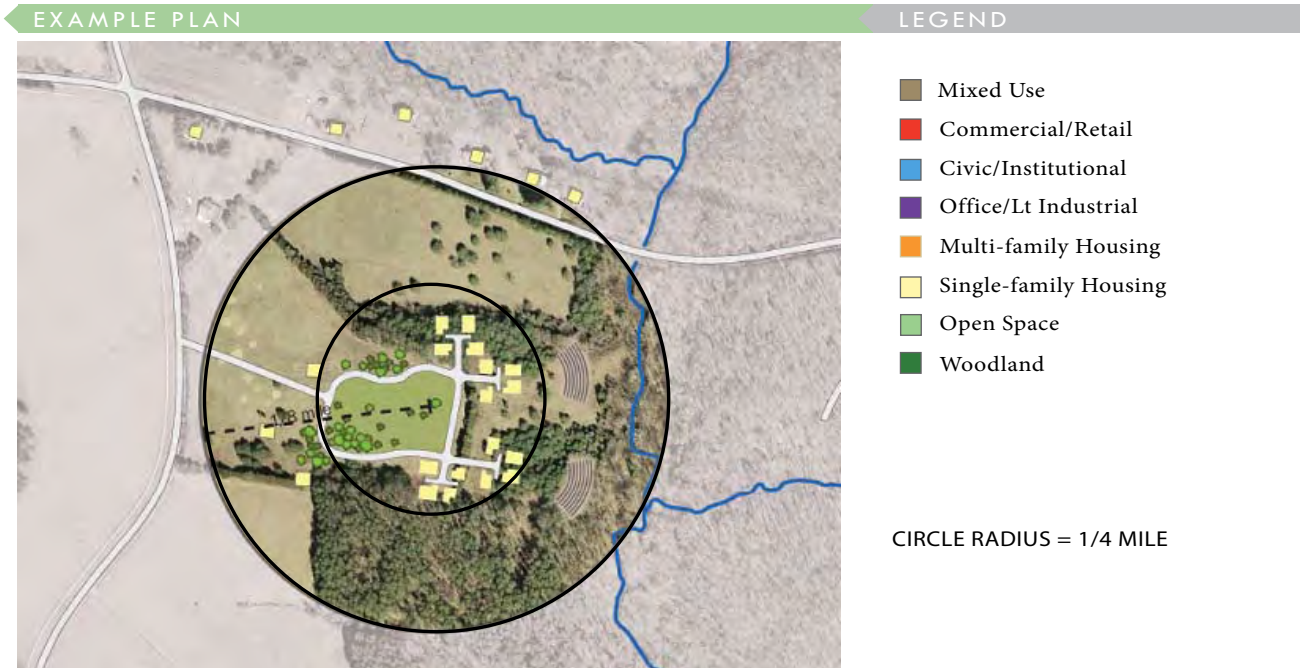 EXAMPLE PLAN
LEGEND
Mixed Use
Commercial/Retail
Civic/Institutional
Office/Lt Industrial
Multi-family Housing
Single-family Housing
Open Space
Woodland
CIRCLE RADIUS = 1/4 MILE